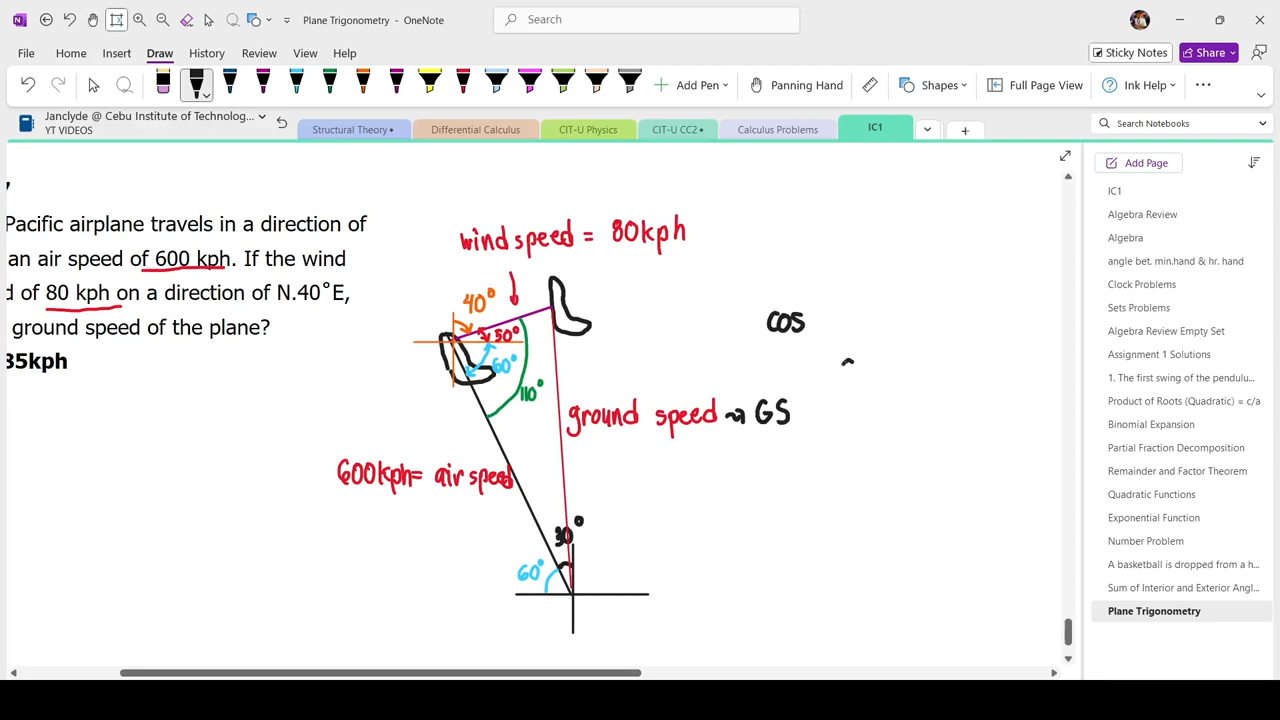 Plane Trigonometry - OneNote
Search
File Home Insert Draw History Review View Help
Sticky Notes
Share
Add Pen
Panning Hand
Shapes
Full Page View
Ink Help
Janclyde @ Cebu Institute of Technolog...
YT VIDEOS
Structural Theory
Differential Calculus
CIT-U Physics
CIT-U CC2
Calculus Problems
IC1
Search Notebooks
Pacific airplane travels in a direction of
an air speed of 600 kph. If the wind
d of 80 kph on a direction of N.40°E,
ground speed of the plane?
85kph
wind speed = 80kph
40°
50°
60°
110°
cos
ground speed → GS
600kph= air speed
30°
60°
Add Page
IC1
Algebra Review
Algebra
angle bet. min.hand & hr. hand
Clock Problems
Sets Problems
Algebra Review Empty Set
Assignment 1 Solutions
1. The first swing of the pendulu...
Product of Roots (Quadratic) = c/a
Binomial Expansion
Partial Fraction Decomposition
Remainder and Factor Theorem
Quadratic Functions
Exponential Function
Number Problem
A basketball is dropped from a h...
Sum of Interior and Exterior Angl...
Plane Trigonometry